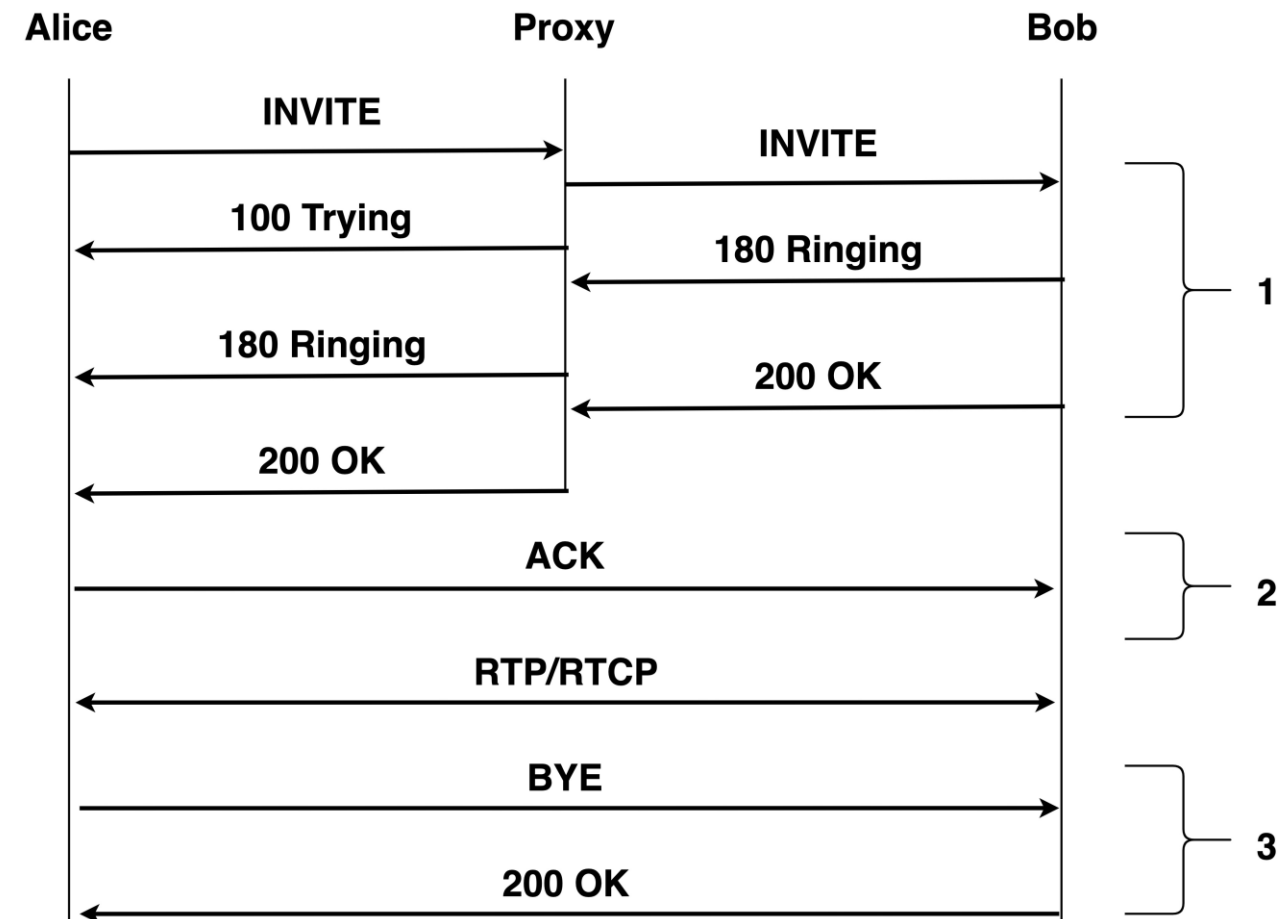 Alice Proxy Bob
INVITE
INVITE
100 Trying
180 Ringing
1
180 Ringing
200 OK
200 OK
ACK
2
RTP/RTCP
BYE
3
200 OK